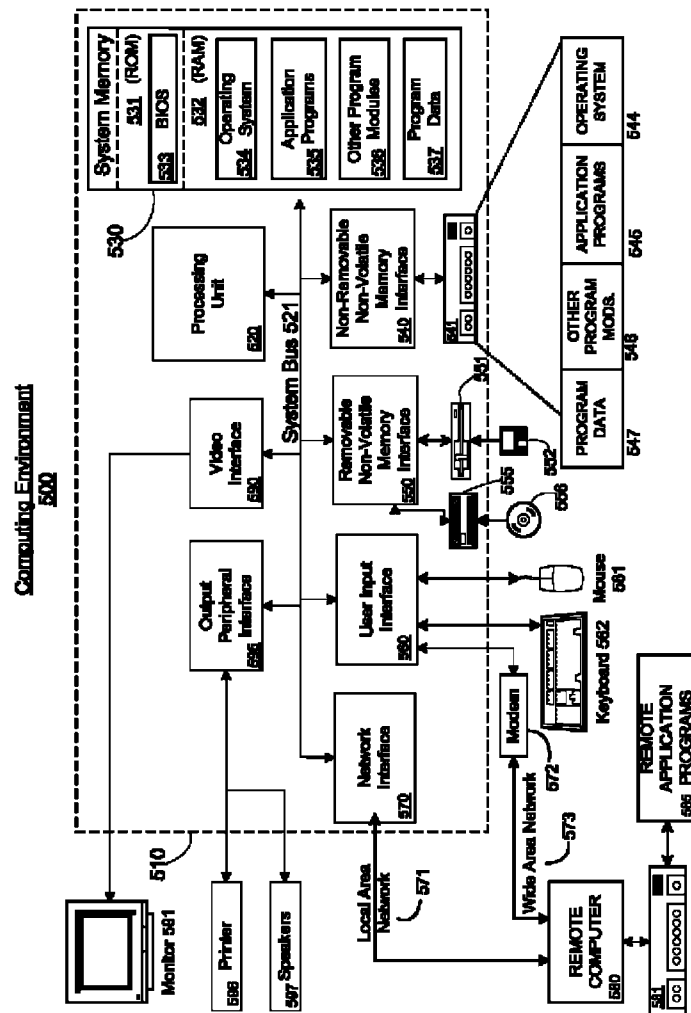 Computing Environment
500
System Memory
531 (ROM)
533 BIOS
532 (RAM)
Operating
System
534
Application
Programs
535
Other Program
Modules
536
Program
Data
537
530
Processing
Unit
520
Video
Interface
590
Output
Peripheral
Interface
595
System Bus 521
Non-Removable
Non-Volatile
Memory
Interface
540
Removable
Non-Volatile
Memory
Interface
550
User Input
Interface
560
Network
Interface
570
510
Monitor 591
Printer
596
Speakers
597
Local Area
Network
571
Wide Area Network
573
Modem
572
541
551
552
555
556
Mouse
561
Keyboard 562
OPERATING
SYSTEM
544
APPLICATION
PROGRAMS
545
OTHER
PROGRAM
MODS.
546
PROGRAM
DATA
547
REMOTE
COMPUTER
580
REMOTE
APPLICATION
PROGRAMS
585
581